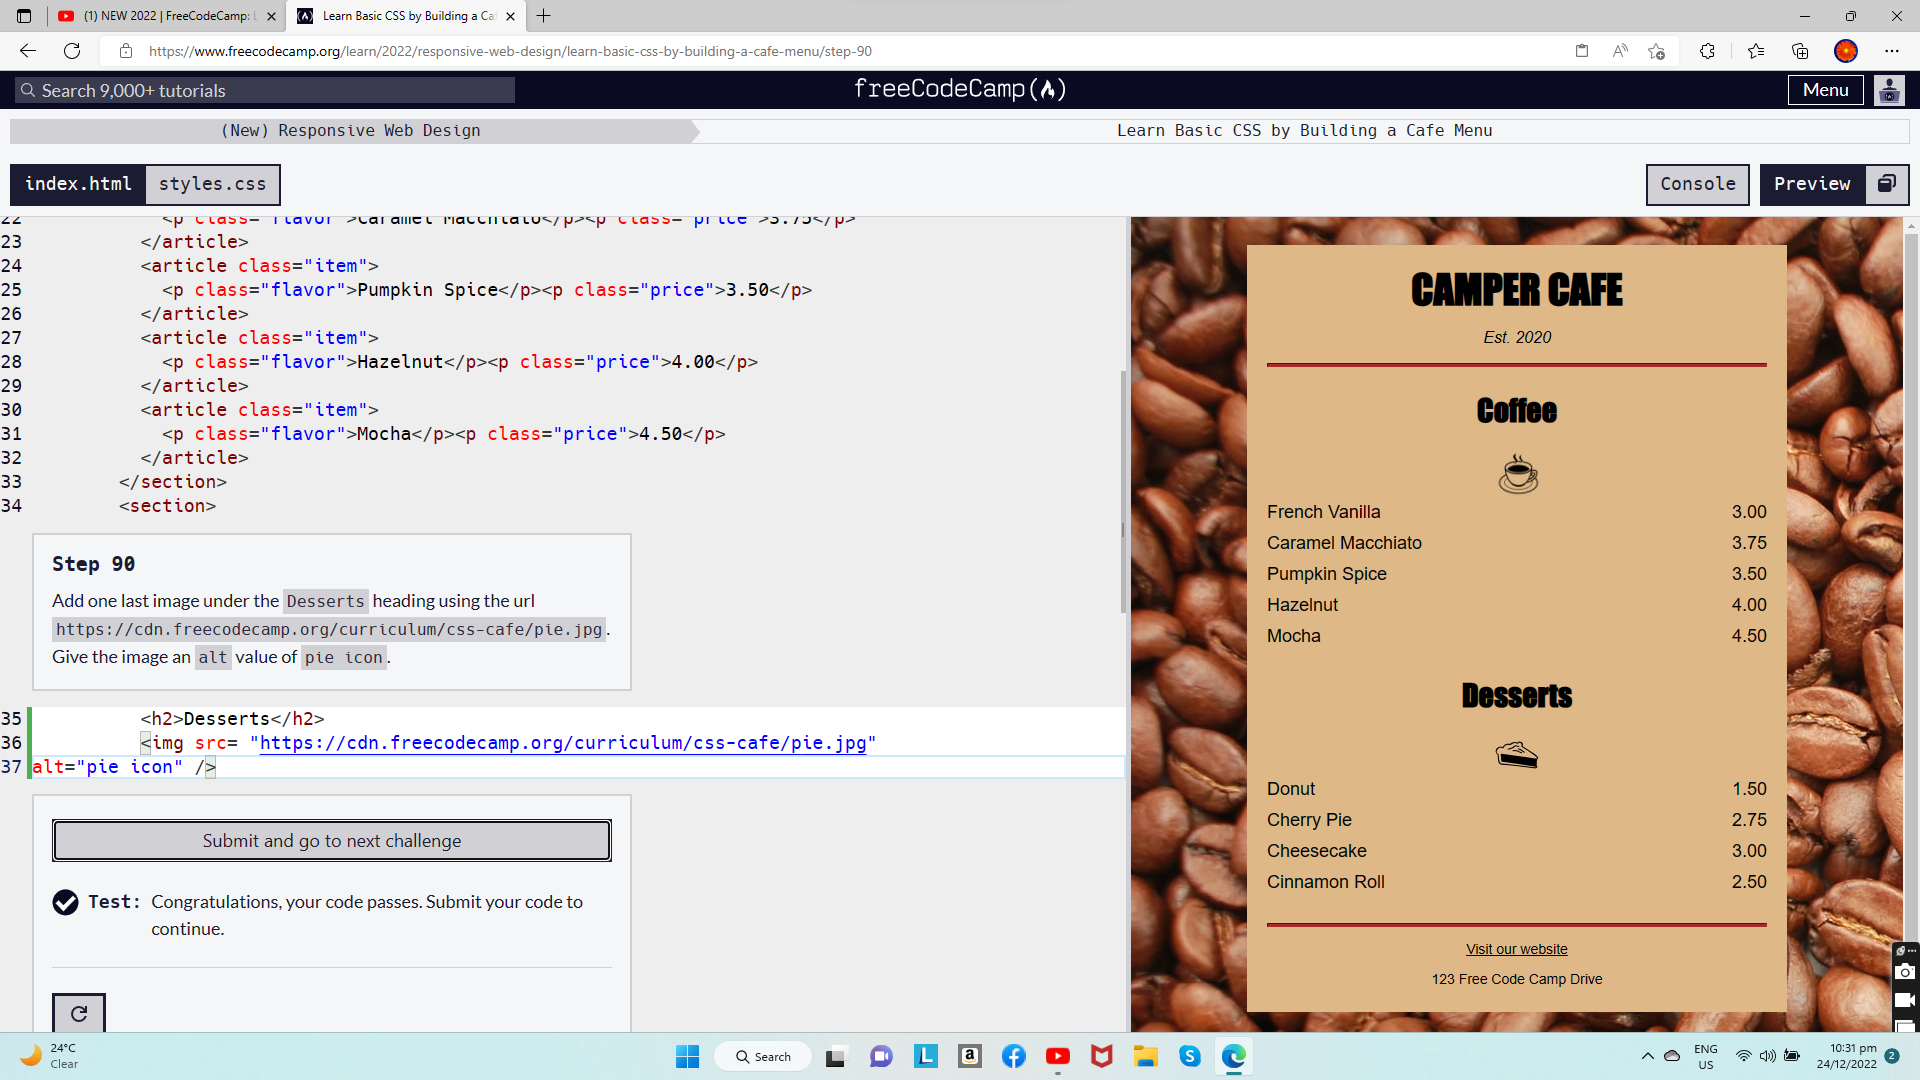 (1) NEW 2022 | FreeCodeCamp:
Learn Basic CSS by Building a Caf
https://www.freecodecamp.org/learn/2022/responsive-web-design/learn-basic-css-by-building-a-cafe-menu/step-90
Search 9,000+ tutorials
freeCodeCamp
Menu
(New) Responsive Web Design
Learn Basic CSS by Building a Cafe Menu
index.html
styles.css
Console
Preview
22 <p class="flavor">Caramel Macchiato</p><p class="price">3.75</p>
23 </article>
24 <article class="item">
25 <p class="flavor">Pumpkin Spice</p><p class="price">3.50</p>
26 </article>
27 <article class="item">
28 <p class="flavor">Hazelnut</p><p class="price">4.00</p>
29 </article>
30 <article class="item">
31 <p class="flavor">Mocha</p><p class="price">4.50</p>
32 </article>
33 </section>
34 <section>
Step 90
Add one last image under the Desserts heading using the url
https://cdn.freecodecamp.org/curriculum/css-cafe/pie.jpg.
Give the image an alt value of pie icon.
35 <h2>Desserts</h2>
36 <img src= "https://cdn.freecodecamp.org/curriculum/css-cafe/pie.jpg"
37 alt="pie icon" />
Submit and go to next challenge
Test: Congratulations, your code passes. Submit your code to
continue.
CAMPER CAFE
Est. 2020
Coffee
French Vanilla 3.00
Caramel Macchiato 3.75
Pumpkin Spice 3.50
Hazelnut 4.00
Mocha 4.50
Desserts
Donut 1.50
Cherry Pie 2.75
Cheesecake 3.00
Cinnamon Roll 2.50
Visit our website
123 Free Code Camp Drive
24°C
Clear
Search
ENG
US
10:31 pm
24/12/2022
2